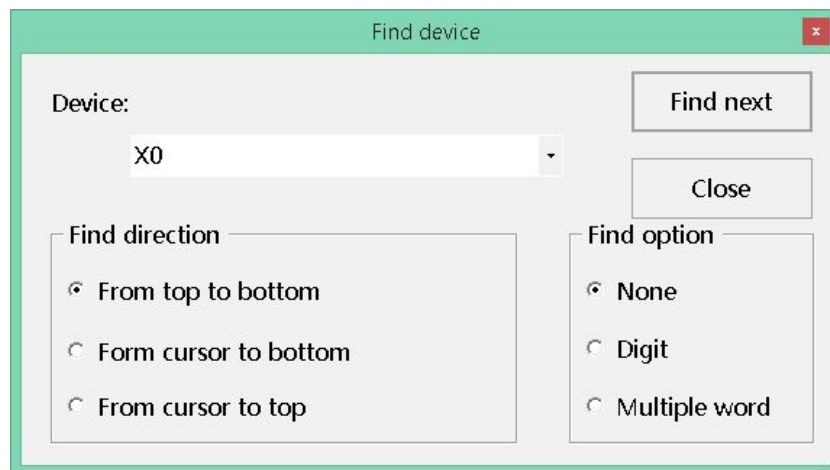 Find device
x
Device:
Find next
X0
Close
Find direction
Find option
From top to bottom
None
Form cursor to bottom
Digit
From cursor to top
Multiple word